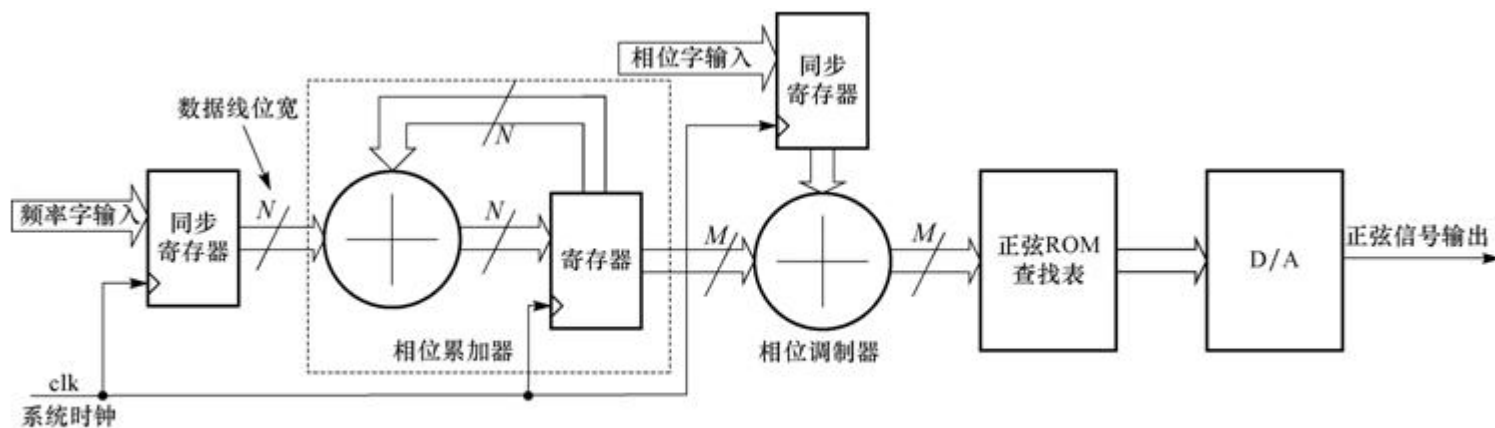 相位字输入
同步
寄存器
数据线位宽
N
频率字输入
同步
寄存器
N
N
寄存器
M
M
正弦ROM
查找表
D/A
正弦信号输出
相位累加器
相位调制器
clk
系统时钟